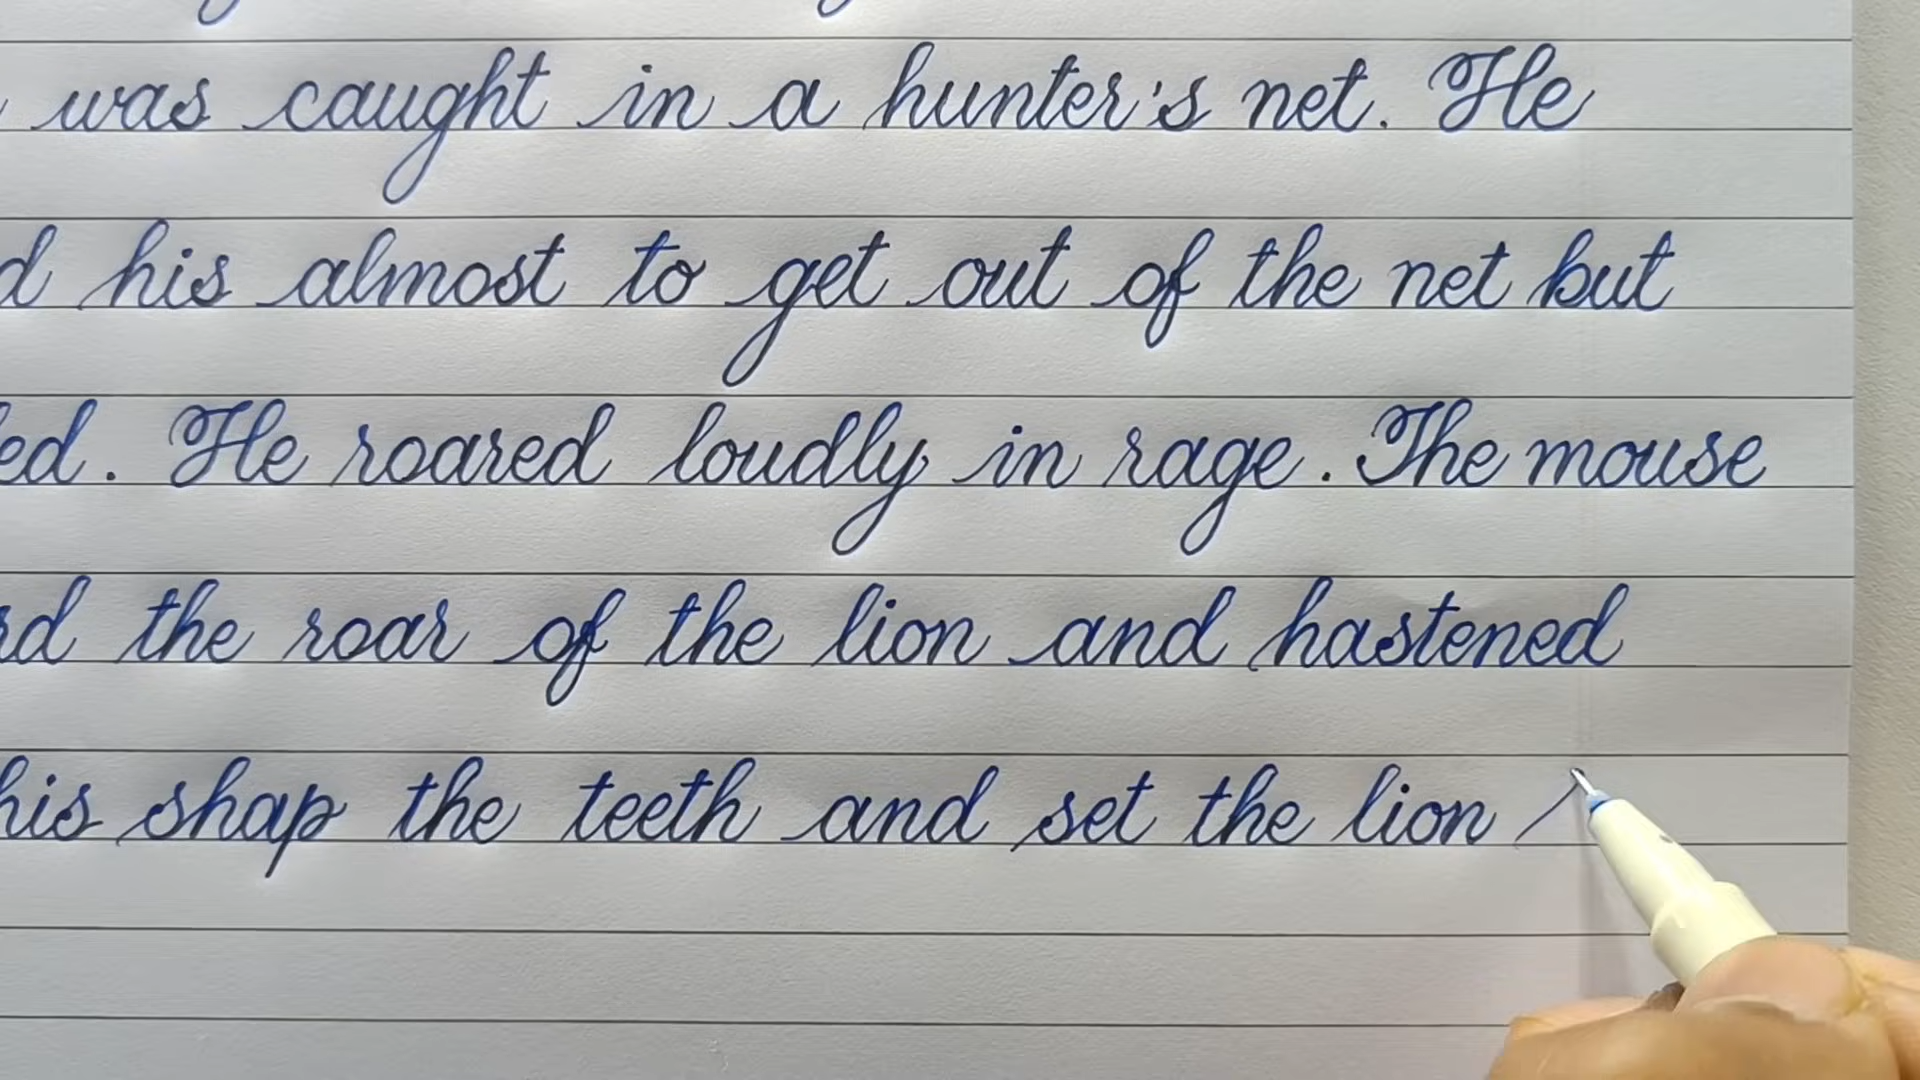 was caught in a hunter's net. He
d his almost to get out of the net but
ed. He roared loudly in rage. The mouse
rd the roar of the lion and hastened
his shap the teeth and set the lion